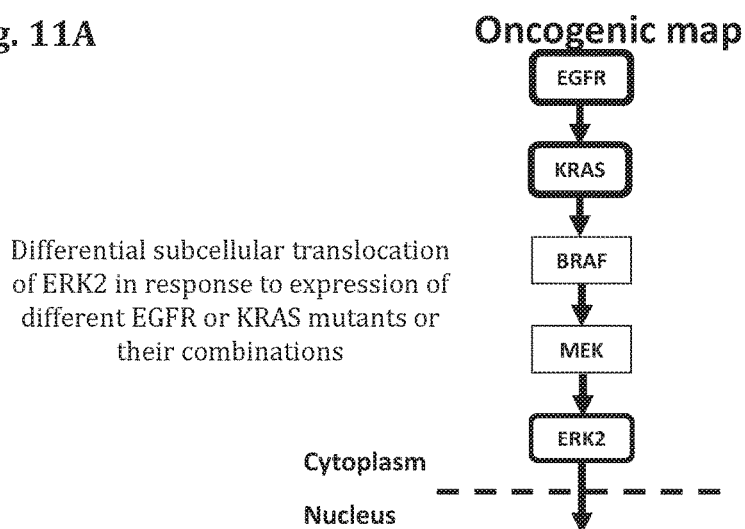 g. 11A
Oncogenic map
EGFR
KRAS
Differential subcellular translocation
of ERK2 in response to expression of
different EGFR or KRAS mutants or
their combinations
BRAF
MEK
ERK2
Cytoplasm
Nucleus